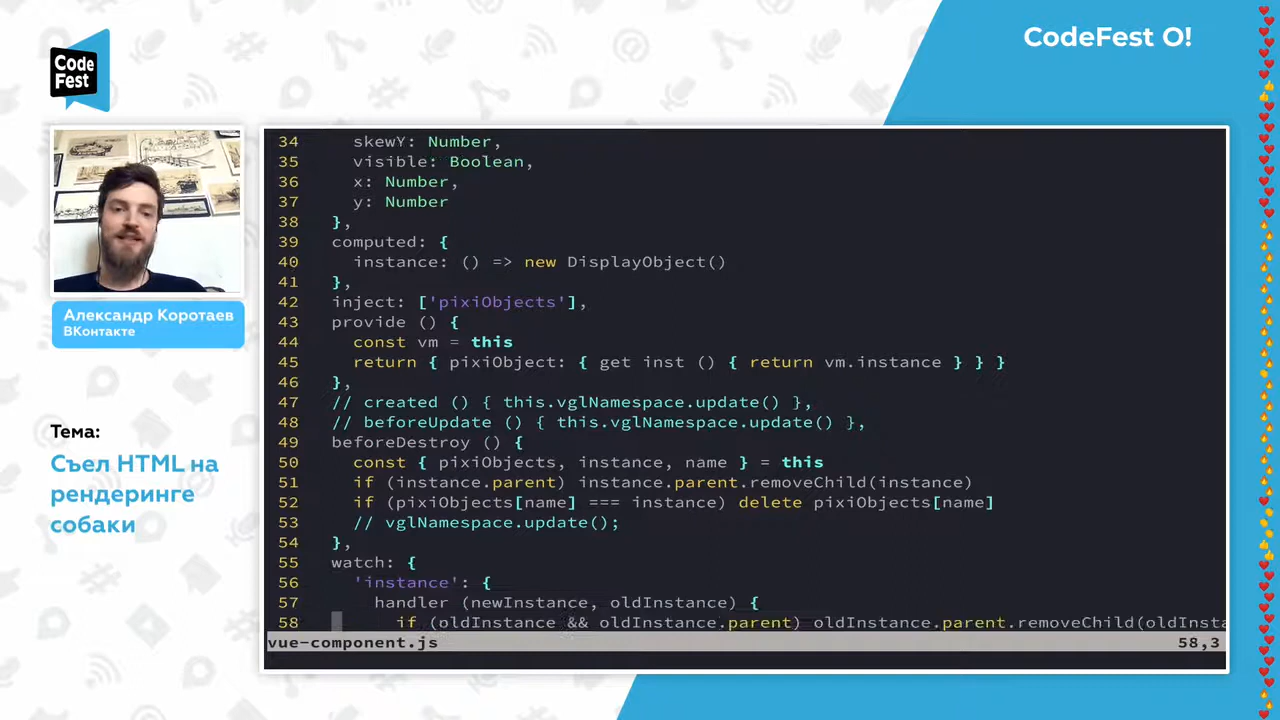 Code
Fest
CodeFest О!
Александр Коротаев
ВКонтакте
Тема:
Съел HTML на
рендеринге
собаки
34 skewY: Number,
35 visible: Boolean,
36 x: Number,
37 y: Number
38 },
39 computed: {
40 instance: () => new DisplayObject()
41 },
42 inject: ['pixiObjects'],
43 provide () {
44 const vm = this
45 return { pixiObject: { get inst () { return vm.instance } } }
46 },
47 // created () { this.vglNamespace.update() },
48 // beforeUpdate () { this.vglNamespace.update() },
49 beforeDestroy () {
50 const { pixiObjects, instance, name } = this
51 if (instance.parent) instance.parent.removeChild(instance)
52 if (pixiObjects[name] === instance) delete pixiObjects[name]
53 // vglNamespace.update();
54 },
55 watch: {
56 'instance': {
57 handler (newInstance, oldInstance) {
58 if (oldInstance && oldInstance.parent) oldInstance.parent.removeChild(oldInsta
vue-component.js 58,3